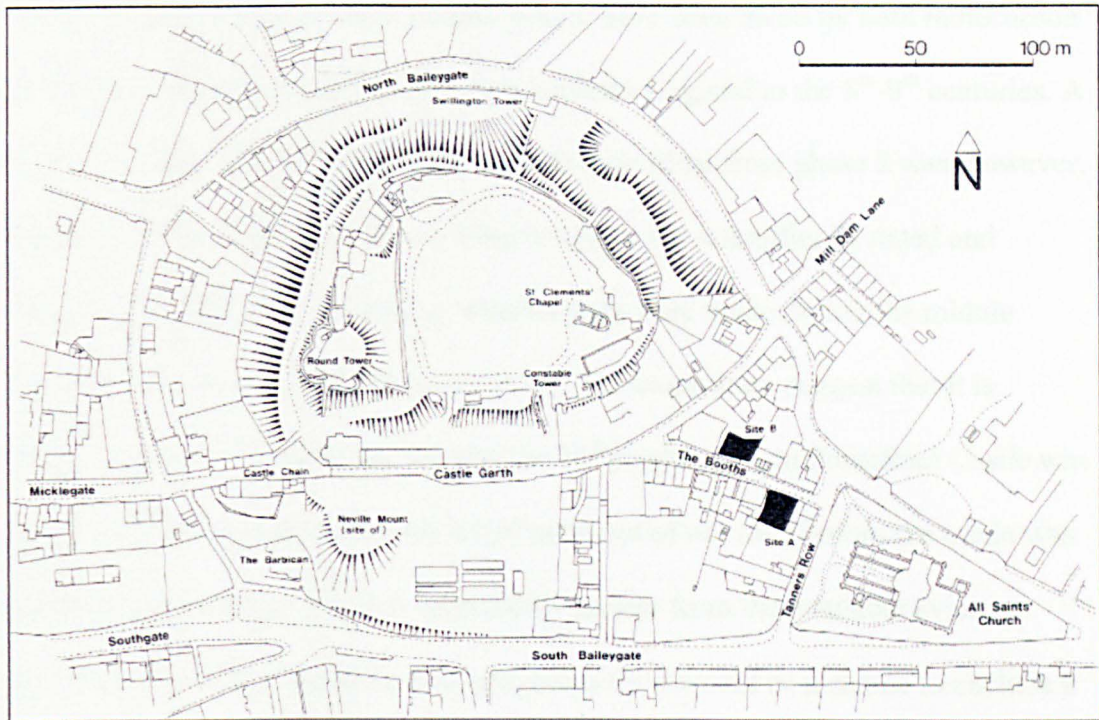 0 50 100 m
North Baileygate
Swillington Tower
N
Mill Dam Lane
St Clements'
Chapel
Round Tower
Constable
Tower
Site B
The Booths
Castle Chain
Castle Garth
Micklegate
Neville Mount
(site of)
Site A
The Barbican
Tanners Row
All Saints'
Church
Southgate
South Baileygate